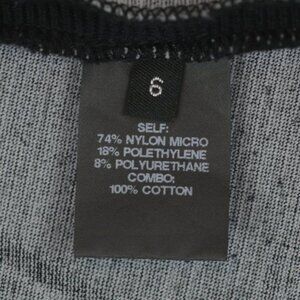 6
SELF:
74% NYLON MICRO
18% POLETHYLENE
8% POLYURETHANE
COMBO:
100% COTTON